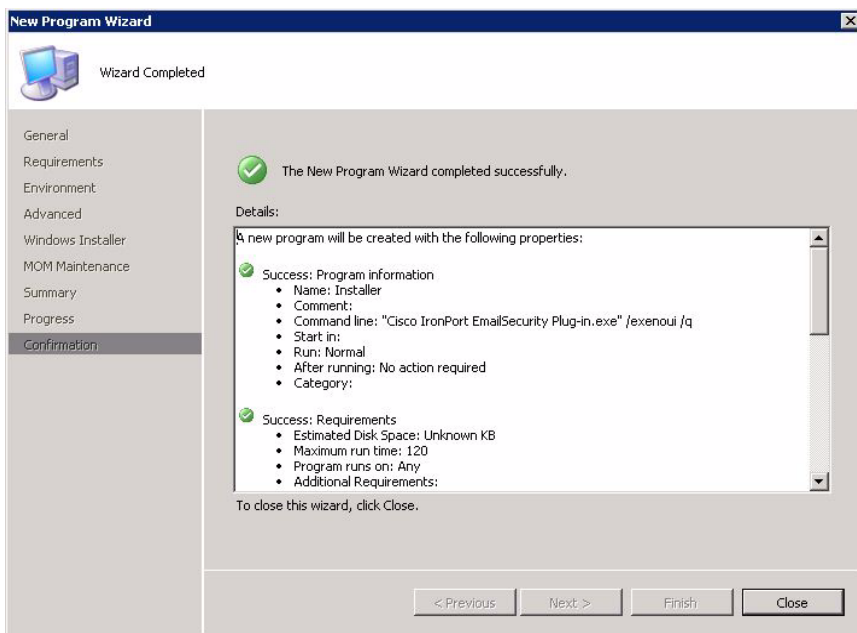 New Program Wizard
Wizard Completed
General
Requirements
Environment
Advanced
Windows Installer
MOM Maintenance
Summary
Progress
Confirmation
The New Program Wizard completed successfully.
Details:
A new program will be created with the following properties:
Success: Program information
• Name: Installer
• Comment:
• Command line: "Cisco IronPort EmailSecurity Plug-in.exe" /exenoui /q
• Start in:
• Run: Normal
• After running: No action required
• Category:
Success: Requirements
• Estimated Disk Space: Unknown KB
• Maximum run time: 120
• Program runs on: Any
• Additional Requirements:
To close this wizard, click Close.
< Previous
Next >
Finish
Close